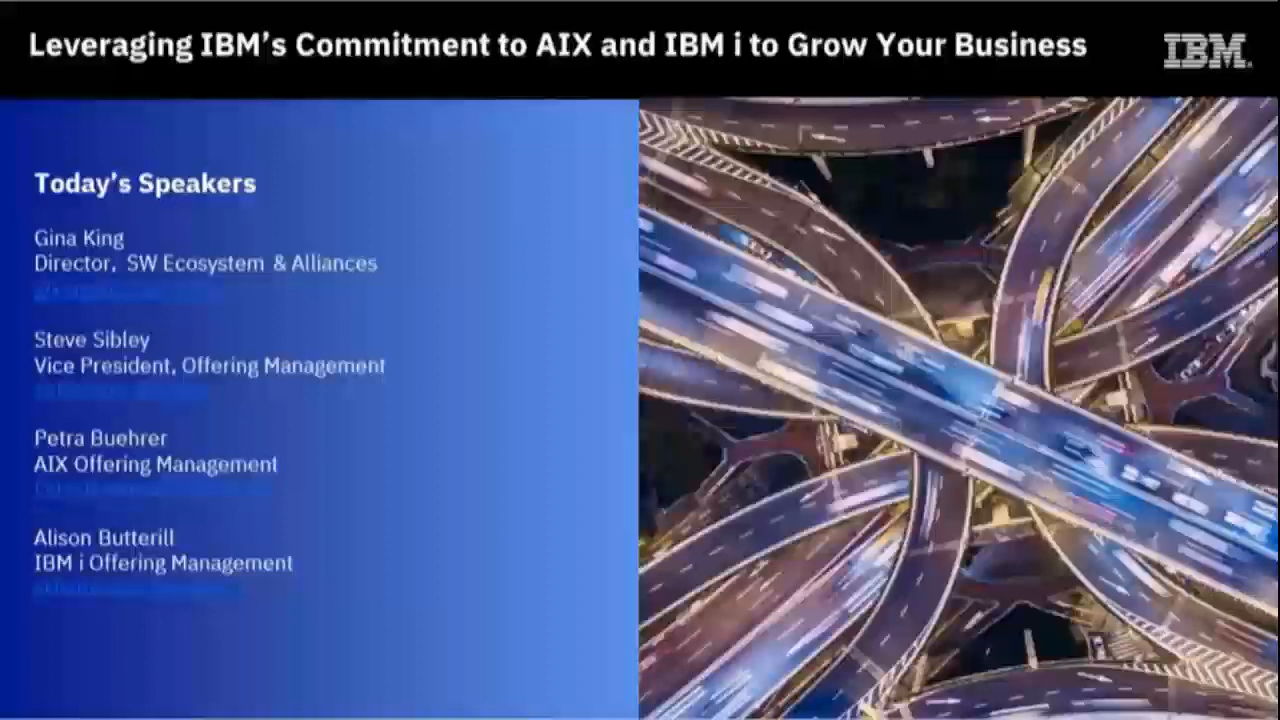 Leveraging IBM's Commitment to AIX and IBM i to Grow Your Business
IBM
Today's Speakers
Gina King
Director, SW Ecosystem & Alliances
Steve Sibley
Vice President, Offering Management
Petra Buehrer
AIX Offering Management
Alison Butterill
IBM i Offering Management